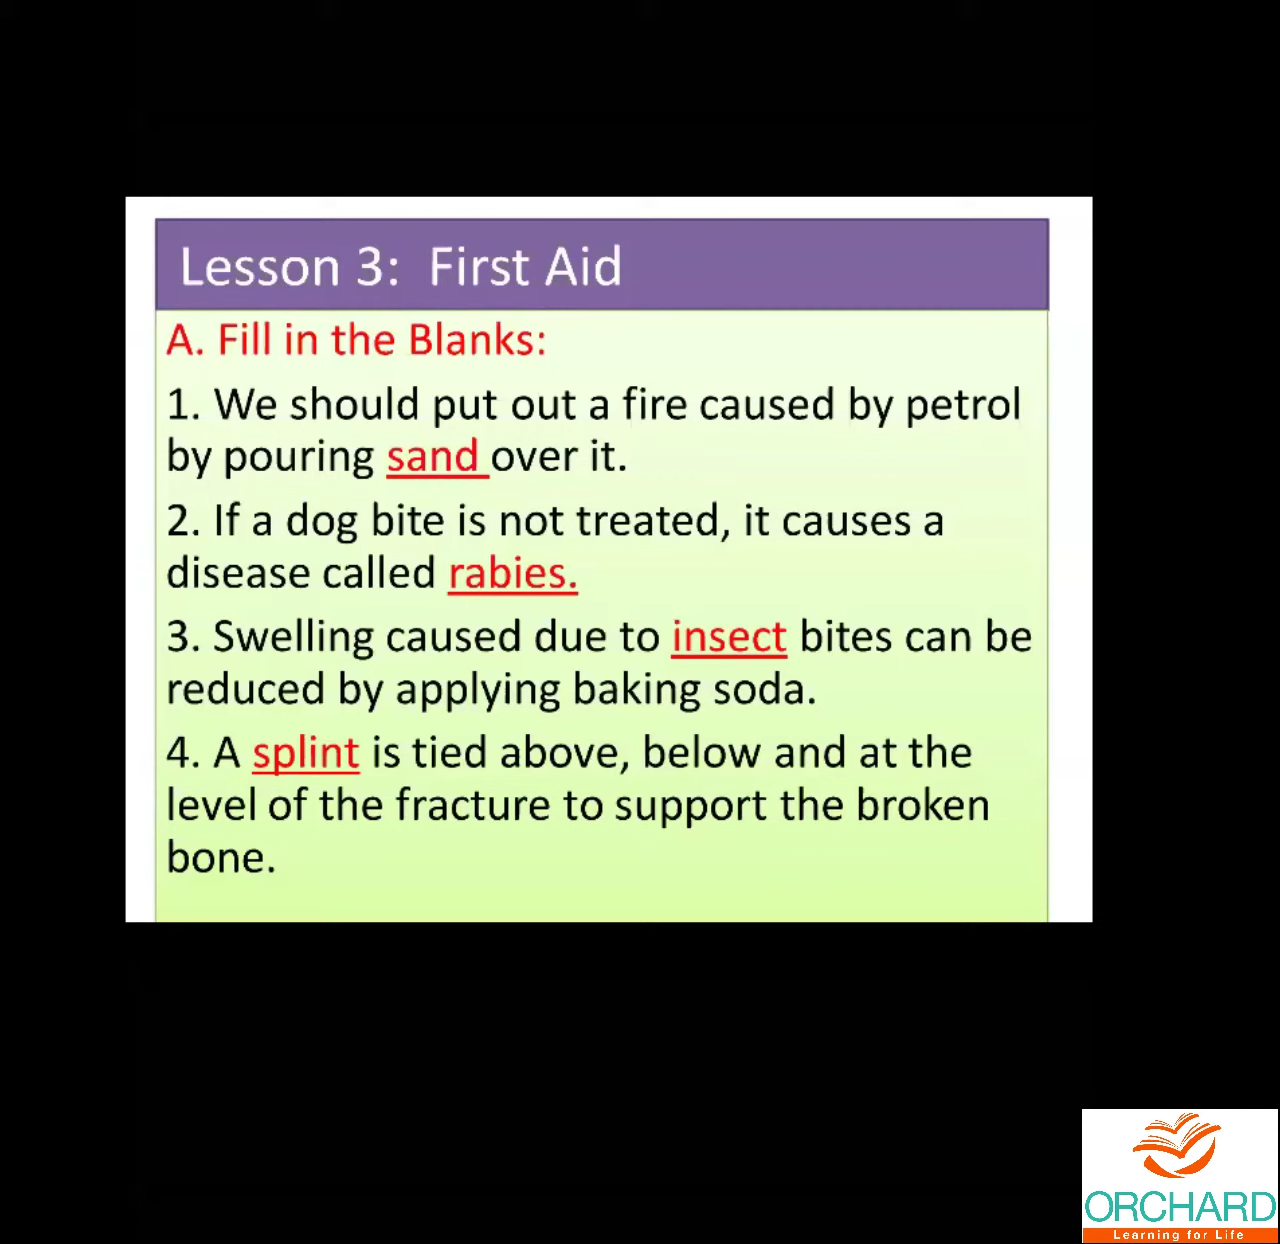 Lesson 3: First Aid
A. Fill in the Blanks:
1. We should put out a fire caused by petrol
by pouring sand over it.
2. If a dog bite is not treated, it causes a
disease called rabies.
3. Swelling caused due to insect bites can be
reduced by applying baking soda.
4. A splint is tied above, below and at the
level of the fracture to support the broken
bone.
ORCHARD
Learning for Life